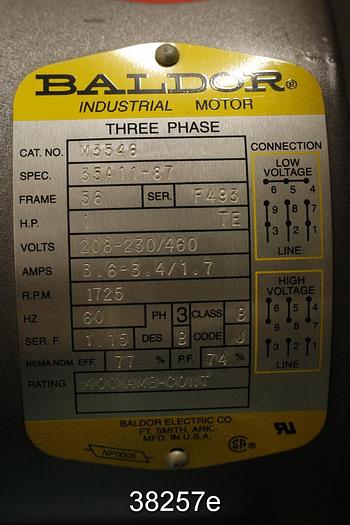 BALDOR®
INDUSTRIAL MOTOR
THREE PHASE
CAT. NO. M3546
SPEC. 35A11-87
FRAME 56 SER. F493
H.P. 1 TE
VOLTS 208-230/460
AMPS 3.6-3.4/1.7
R.P.M. 1725
HZ 60 PH 3 CLASS B
SER. F. 1.15 DES B CODE J
NEMA NOM. EFF. 77 % P.F. 74 %
RATING 40C AMB-CONT
CONNECTION
LOW
VOLTAGE
6 5 4
9 8 7
3 2 1
LINE
HIGH
VOLTAGE
6 5 4
9 8 7
3 2 1
LINE
BALDOR ELECTRIC CO.
FT. SMITH, ARK.
MFD. IN U.S.A.
NP0005
SA®
38257e